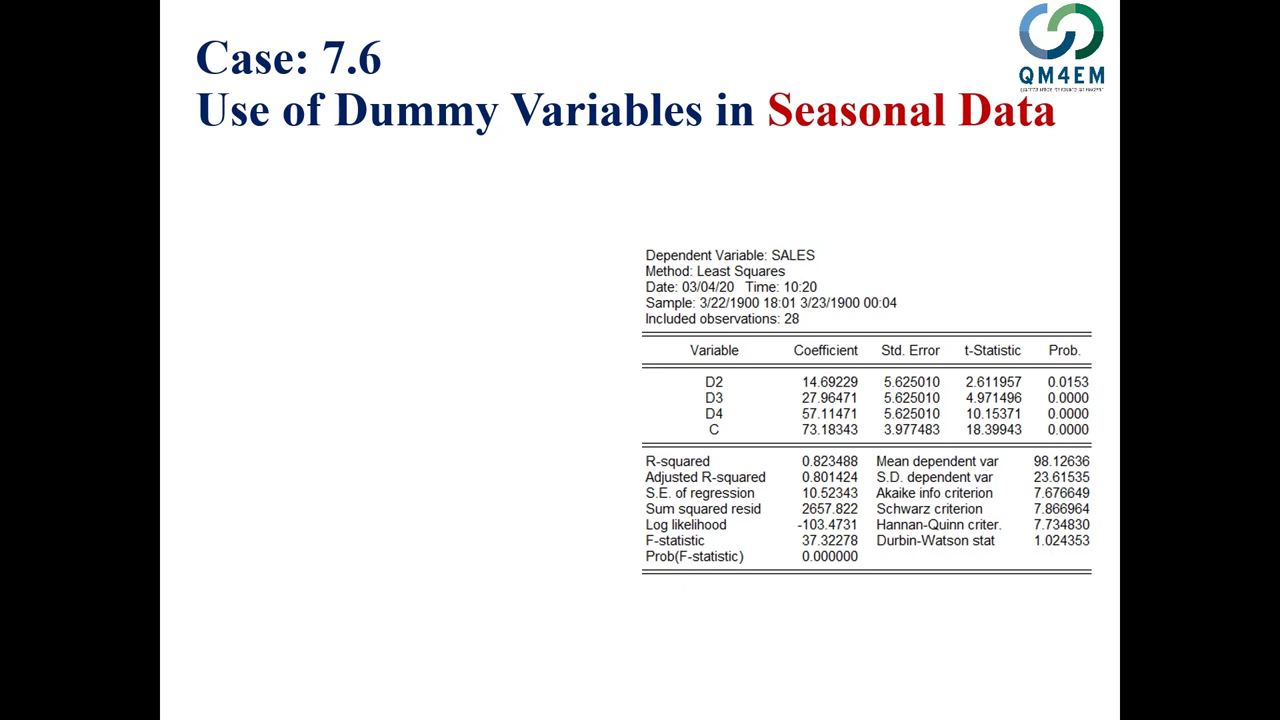 Case: 7.6
QM4EM
Use of Dummy Variables in Seasonal Data
Dependent Variable: SALES
Method: Least Squares
Date: 03/04/20 Time: 10:20
Sample: 3/22/1900 18:01 3/23/1900 00:04
Included observations: 28
Variable Coefficient Std. Error t-Statistic Prob.
D2 14.69229 5.625010 2.611957 0.0153
D3 27.96471 5.625010 4.971496 0.0000
D4 57.11471 5.625010 10.15371 0.0000
C 73.18343 3.977483 18.39943 0.0000
R-squared 0.823488 Mean dependent var 98.12636
Adjusted R-squared 0.801424 S.D. dependent var 23.61535
S.E. of regression 10.52343 Akaike info criterion 7.676649
Sum squared resid 2657.822 Schwarz criterion 7.866964
Log likelihood -103.4731 Hannan-Quinn criter. 7.734830
F-statistic 37.32278 Durbin-Watson stat 1.024353
Prob(F-statistic) 0.000000